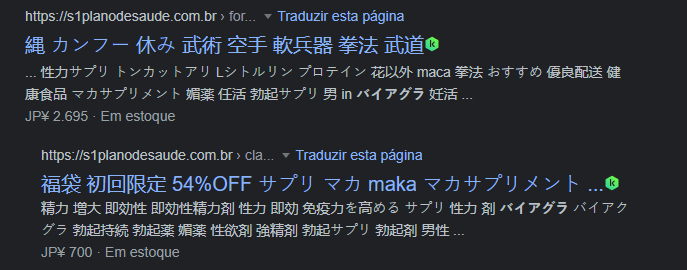 https://s1planodesaude.com.br › for... Traduzir esta página
縄 カンフー 休み 武術 空手 軟兵器 拳法 武道
... 性力サプリ トンカットアリ Lシトルリン プロテイン 花以外 maca 拳法 おすすめ 優良配送 健
康食品 マカサプリメント 媚薬 任活 勃起サプリ 男 in バイアグラ 妊活 ...
JP¥ 2.695 · Em estoque
https://s1planodesaude.com.br › cla... Traduzir esta página
福袋 初回限定 54%OFF サプリ マカ maka マカサプリメント ...
精力 増大 即効性 即効性精力剤 性力 即効 免疫力を高める サプリ 性力 剤 バイアグラ バイアク
グラ 勃起持続 勃起薬 媚薬 性欲剤 強精剤 勃起サプリ 勃起剤 男性 ...
JP¥ 700 · Em estoque